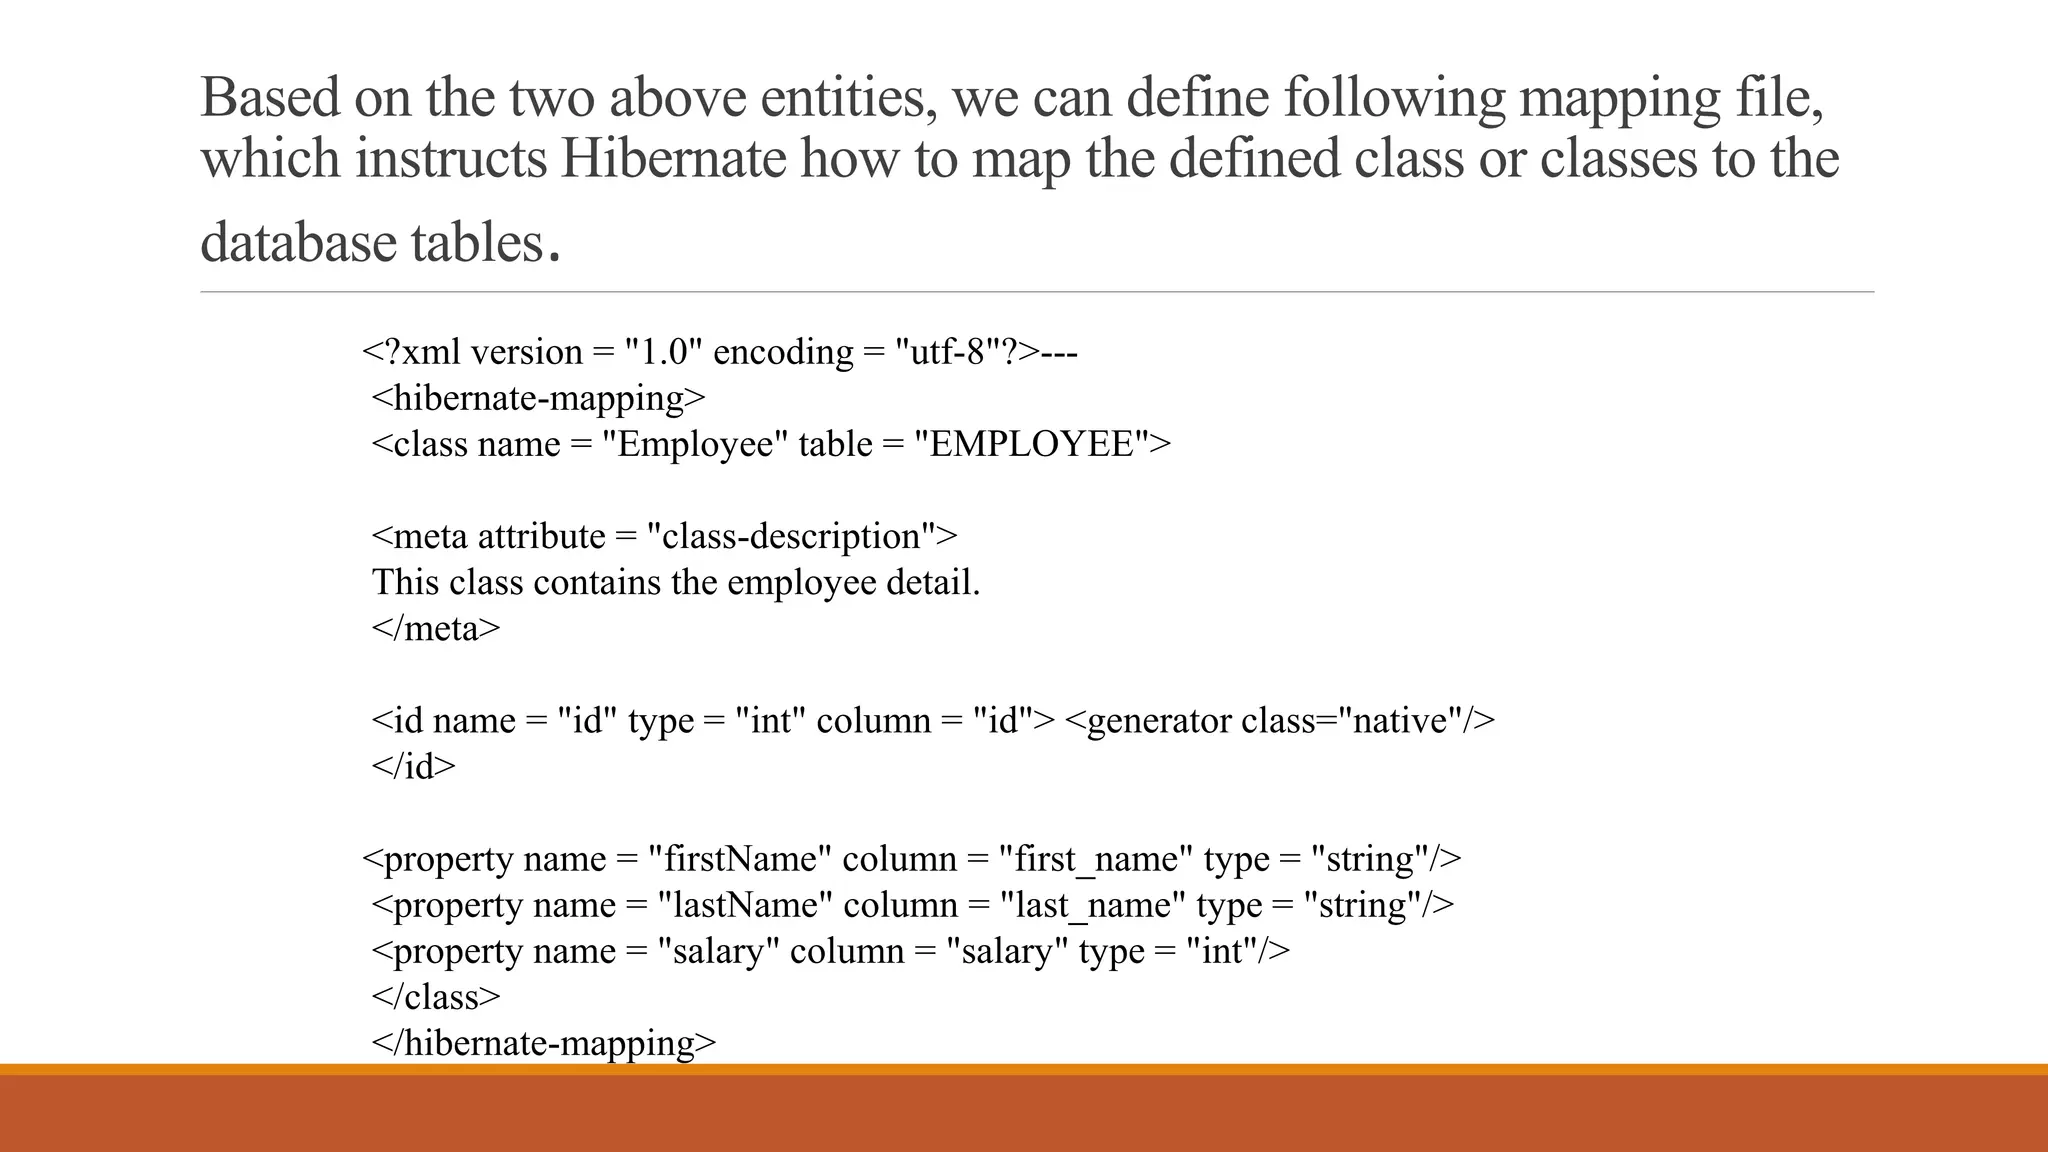 Based on the two above entities, we can define following mapping file,
which instructs Hibernate how to map the defined class or classes to the
database tables.
<?xml version = "1.0" encoding = "utf-8"?>---
<hibernate-mapping>
<class name = "Employee" table = "EMPLOYEE">
<meta attribute = "class-description">
This class contains the employee detail.
</meta>
<id name = "id" type = "int" column = "id"> <generator class="native"/>
</id>
<property name = "firstName" column = "first_name" type = "string"/>
<property name = "lastName" column = "last_name" type = "string"/>
<property name = "salary" column = "salary" type = "int"/>
</class>
</hibernate-mapping>